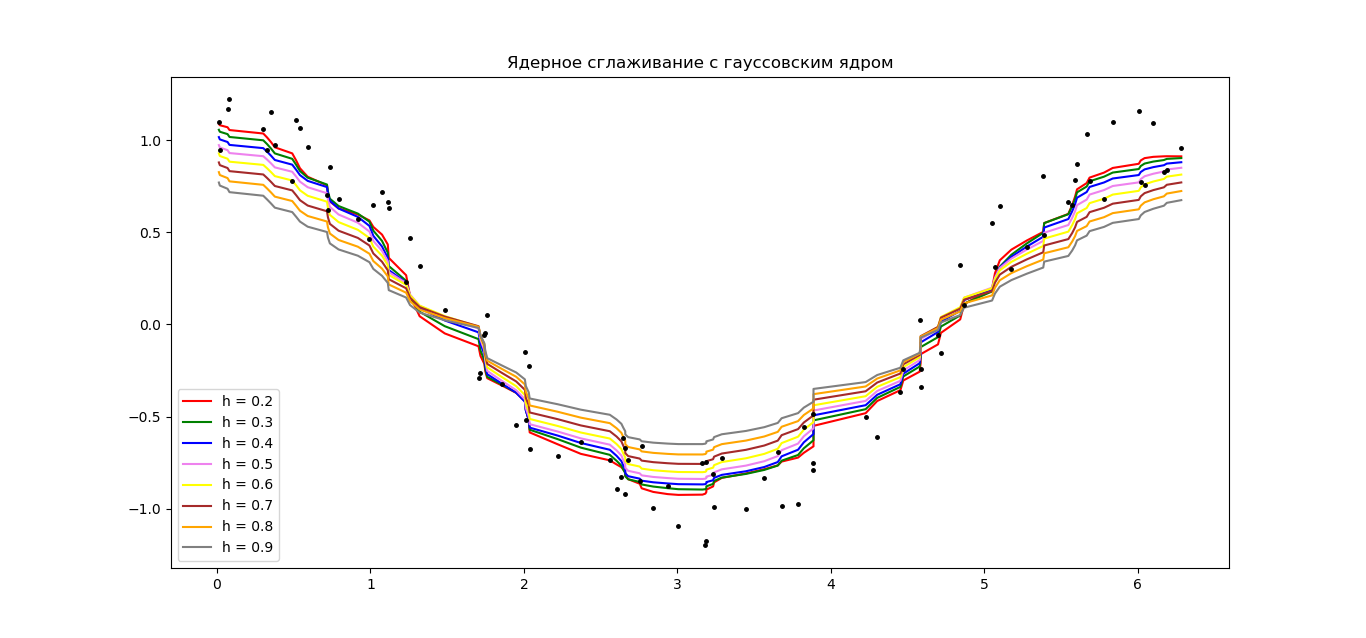 Ядерное сглаживание с гауссовским ядром
1.0
0.5
0.0
−0.5
−1.0
h = 0.2
h = 0.3
h = 0.4
h = 0.5
h = 0.6
h = 0.7
h = 0.8
h = 0.9
0 1 2 3 4 5 6